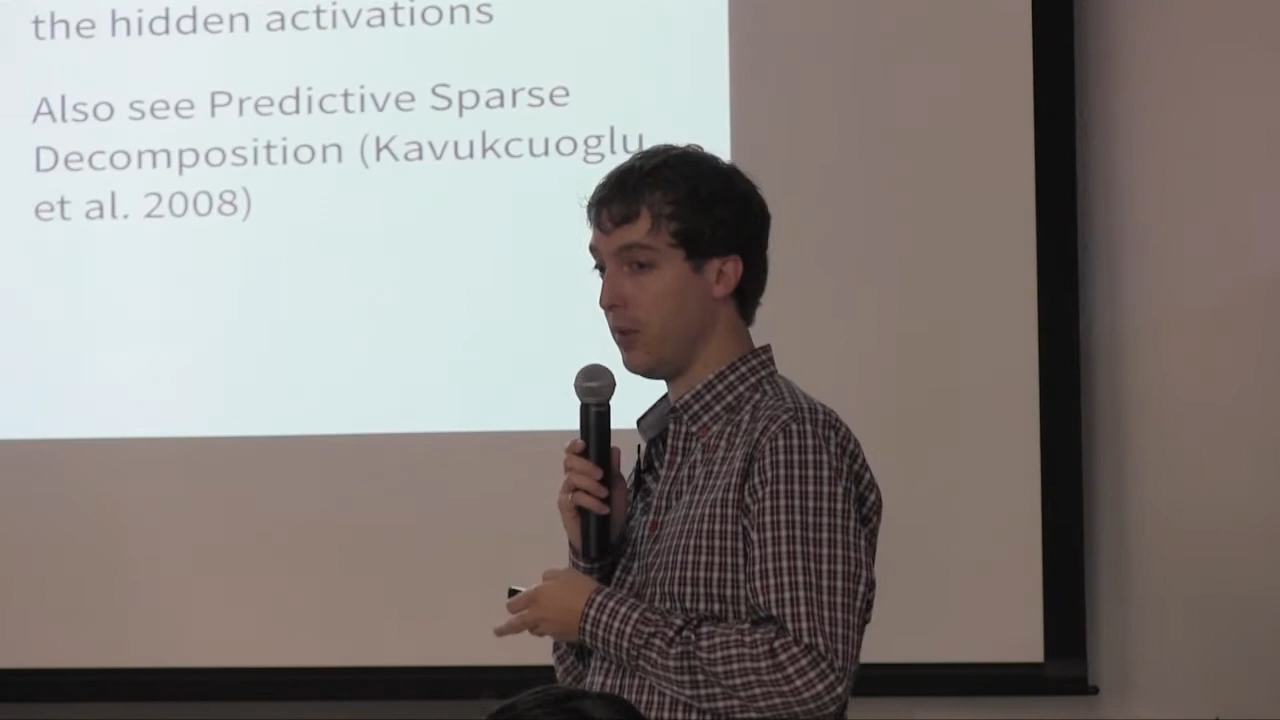 the hidden activations
Also see Predictive Sparse
Decomposition (Kavukcuoglu
et al. 2008)